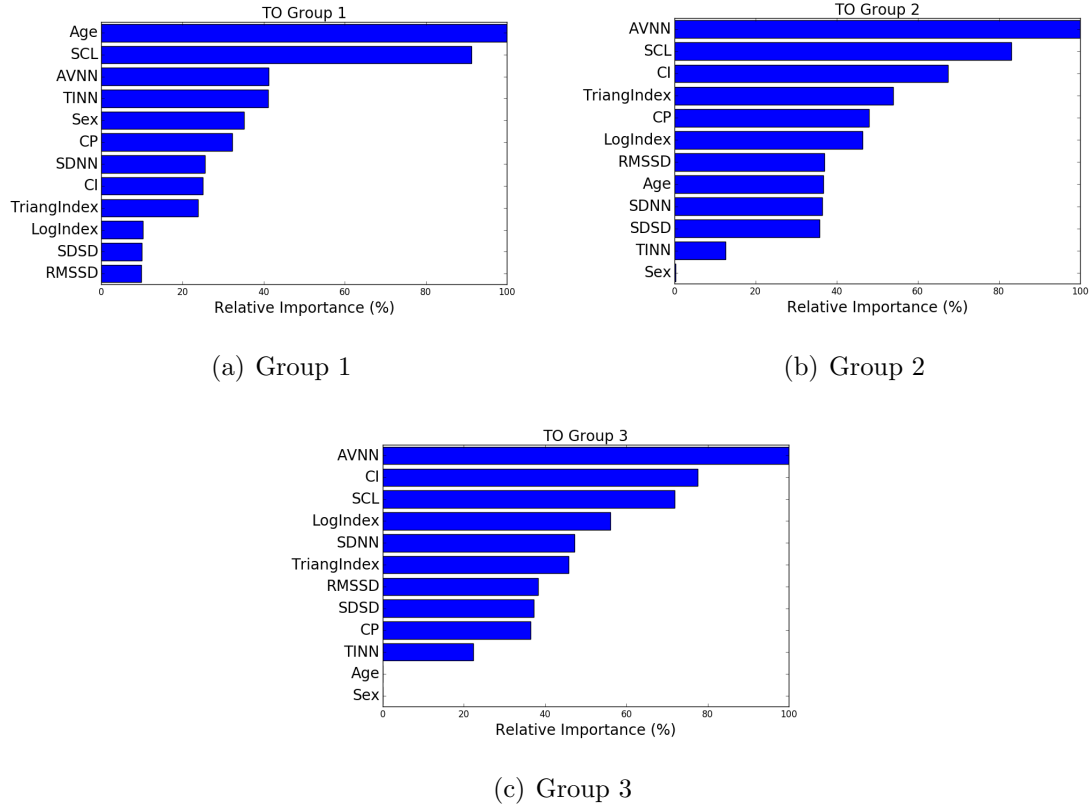 TO Group 1
Age
SCL
AVNN
TINN
Sex
CP
SDNN
CI
TriangIndex
LogIndex
SDSD
RMSSD
0 20 40 60 80 100
Relative Importance (%)
(a) Group 1
TO Group 2
AVNN
SCL
CI
TriangIndex
CP
LogIndex
RMSSD
Age
SDNN
SDSD
TINN
Sex
0 20 40 60 80 100
Relative Importance (%)
(b) Group 2
TO Group 3
AVNN
CI
SCL
LogIndex
SDNN
TriangIndex
RMSSD
SDSD
CP
TINN
Age
Sex
0 20 40 60 80 100
Relative Importance (%)
(c) Group 3